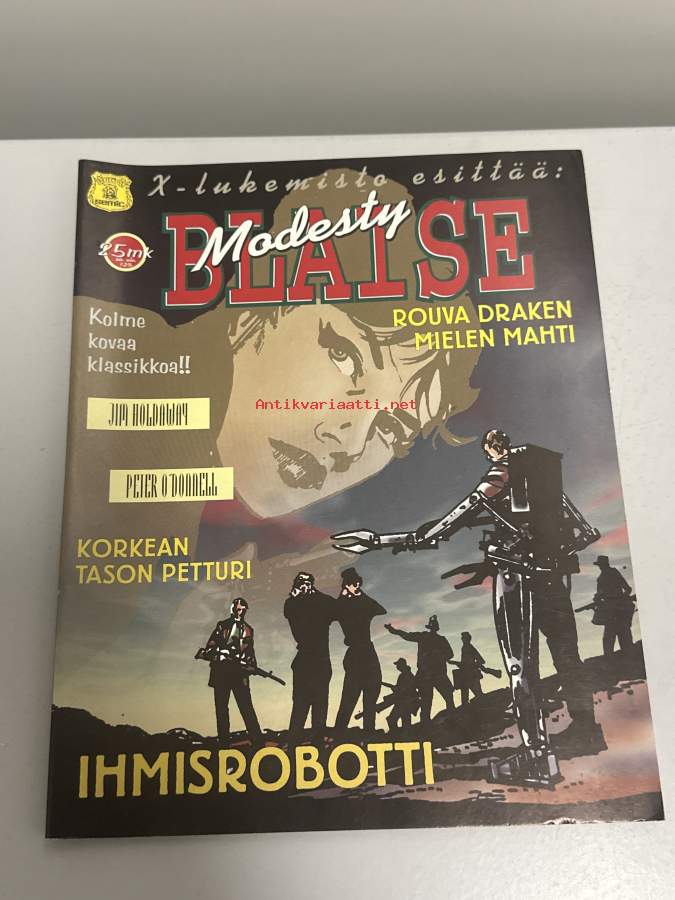 X-lukemisto esittää:
semic
Modesty
BLAISE
25mk
ROUVA DRAKEN
MIELEN MAHTI
Kolme
kovaa
klassikkoa!!
Antikvariaatti.net
JIM HOLDAWAY
PETER O'DONNELL
KORKEAN
TASON PETTURI
IHMISROBOTTI